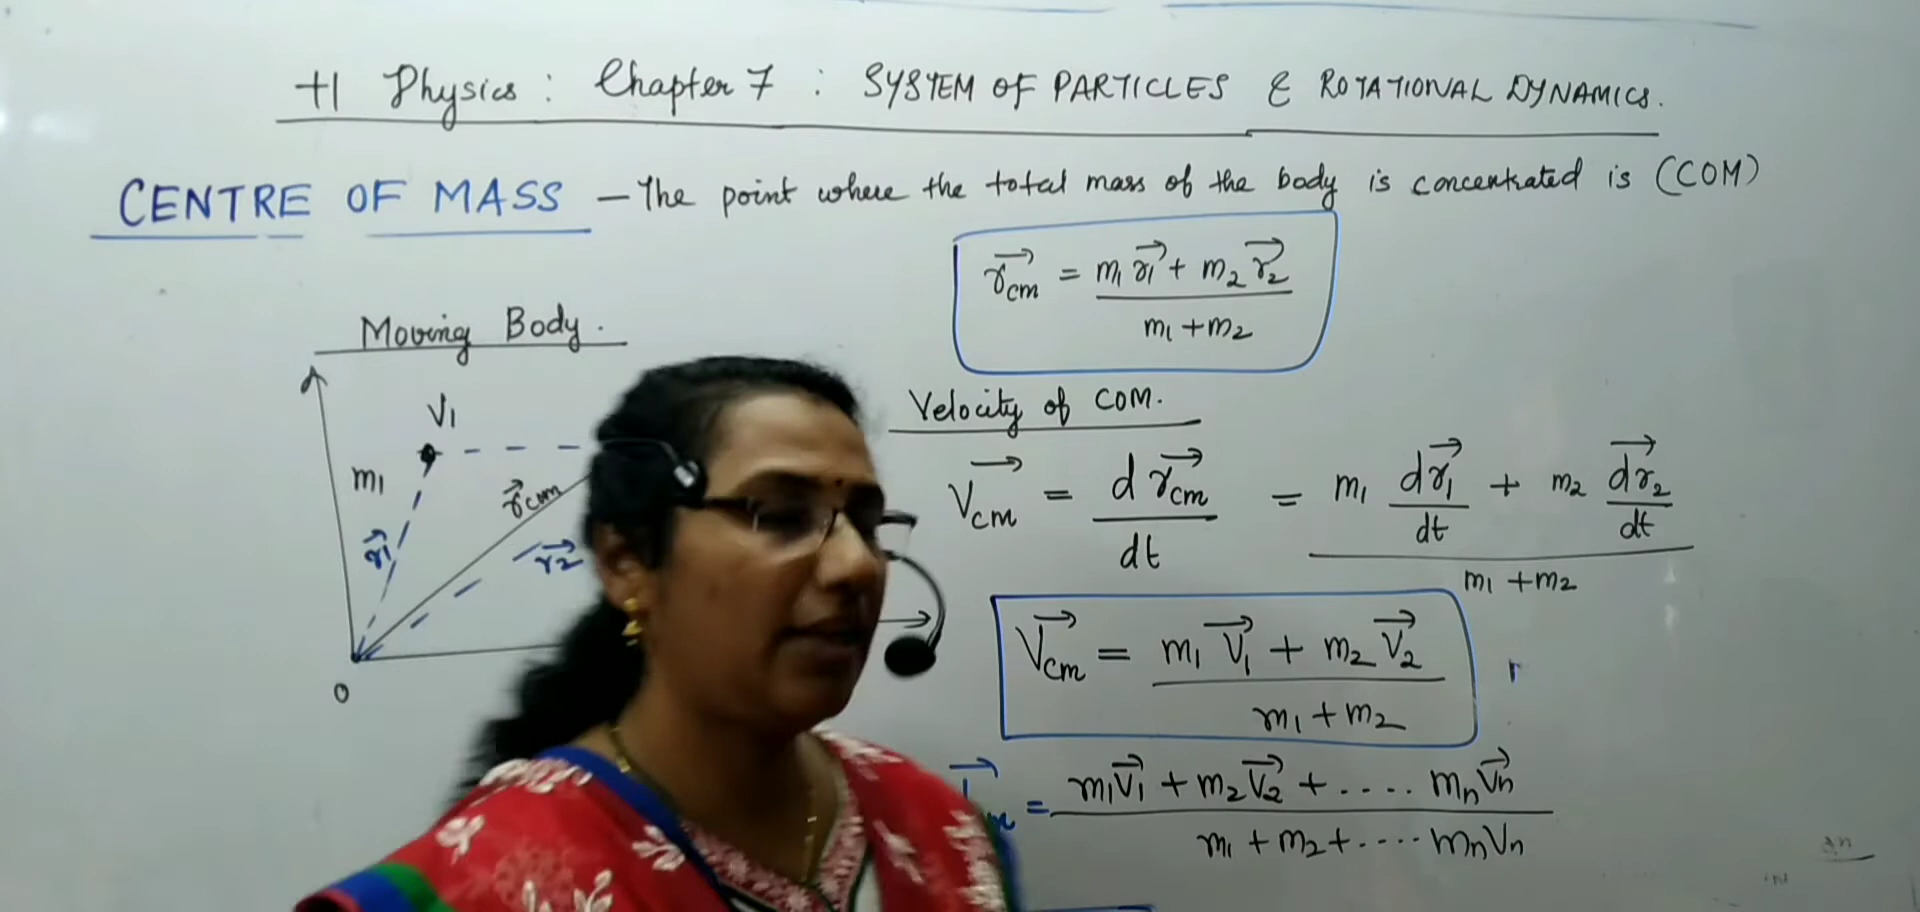 +1 Physics : Chapter 7 : SYSTEM OF PARTICLES & ROTATIONAL DYNAMICS.
CENTRE OF MASS – The point where the total mass of the body is concentrated is (COM)
r⃗cm = m1 r⃗1 + m2 r⃗2
m1 + m2
Moving Body.
V1
m1
r⃗com
r⃗1
r⃗2
O
Velocity of COM.
V⃗cm = d r⃗cm / dt = m1 dr⃗1/dt + m2 dr⃗2/dt
m1 + m2
V⃗cm = m1 V⃗1 + m2 V⃗2
m1 + m2
= m1V⃗1 + m2V⃗2 + .... mnV⃗n
m1 + m2 + .... mnVn